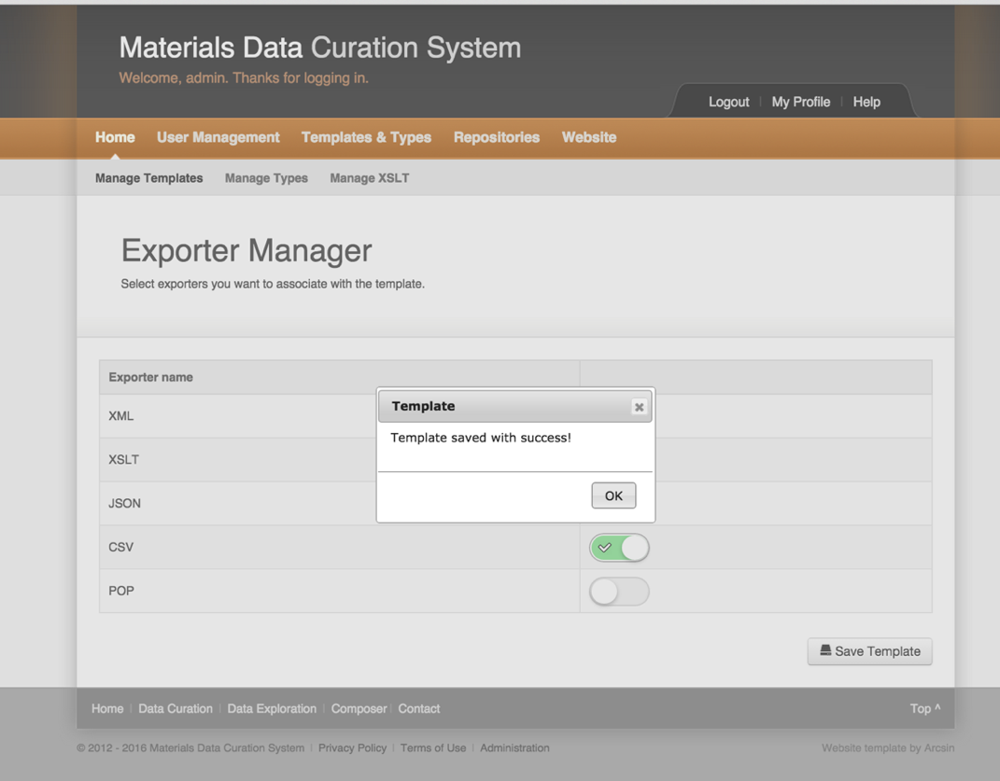 Materials Data Curation System
Welcome, admin. Thanks for logging in.
Logout | My Profile | Help
Home User Management Templates & Types Repositories Website
Manage Templates Manage Types Manage XSLT
Exporter Manager
Select exporters you want to associate with the template.
Exporter name
Template
XML
Template saved with success!
XSLT
OK
JSON
CSV
POP
Save Template
Home | Data Curation | Data Exploration | Composer | Contact Top ^
© 2012 - 2016 Materials Data Curation System | Privacy Policy | Terms of Use | Administration Website template by Arcsin